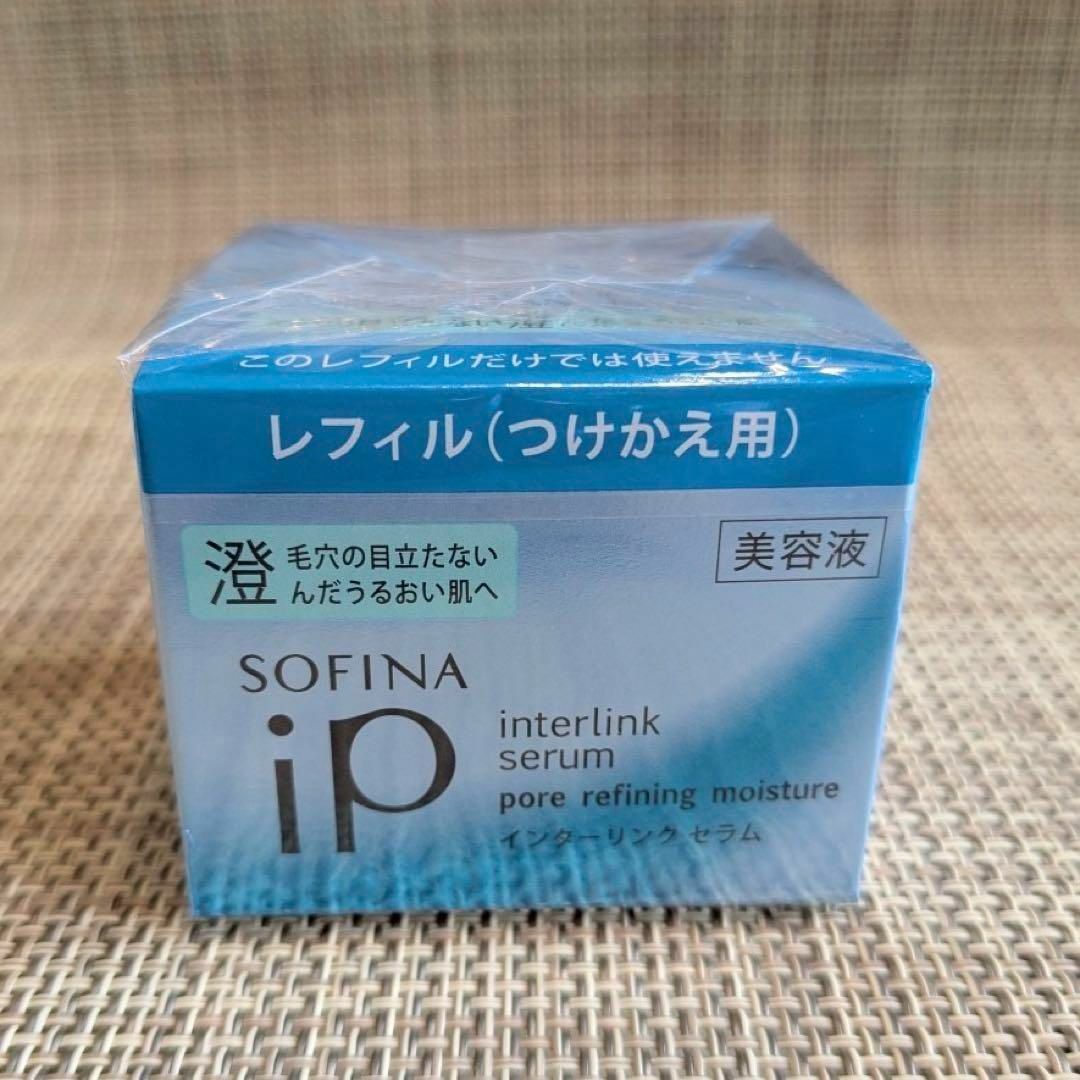 このレフィルだけでは使えません
レフィル(つけかえ用)
澄
毛穴の目立たない
んだうるおい肌へ
美容液
SOFINA
ip
interlink
serum
pore refining moisture
インターリンク セラム